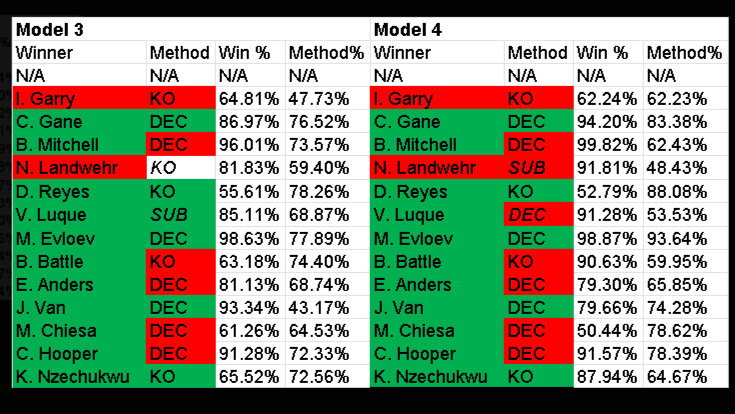 Model 3 Model 4
Winner Method Win % Method% Winner Method Win % Method%
N/A N/A N/A N/A N/A N/A N/A N/A
I. Garry KO 64.81% 47.73% I. Garry KO 62.24% 62.23%
C. Gane DEC 86.97% 76.52% C. Gane DEC 94.20% 83.38%
B. Mitchell DEC 96.01% 73.57% B. Mitchell DEC 99.82% 62.43%
N. Landwehr KO 81.83% 59.40% N. Landwehr SUB 91.81% 48.43%
D. Reyes KO 55.61% 78.26% D. Reyes KO 52.79% 88.08%
V. Luque SUB 85.11% 68.87% V. Luque DEC 91.28% 53.53%
M. Evloev DEC 98.63% 77.89% M. Evloev DEC 98.87% 93.64%
B. Battle KO 63.18% 74.40% B. Battle KO 90.63% 59.95%
E. Anders DEC 81.13% 68.74% E. Anders DEC 79.30% 65.85%
J. Van DEC 93.34% 43.17% J. Van DEC 79.66% 74.28%
M. Chiesa DEC 61.26% 64.53% M. Chiesa DEC 50.44% 78.62%
C. Hooper DEC 91.28% 72.33% C. Hooper DEC 91.57% 78.39%
K. Nzechukwu KO 65.52% 72.56% K. Nzechukwu KO 87.94% 64.67%